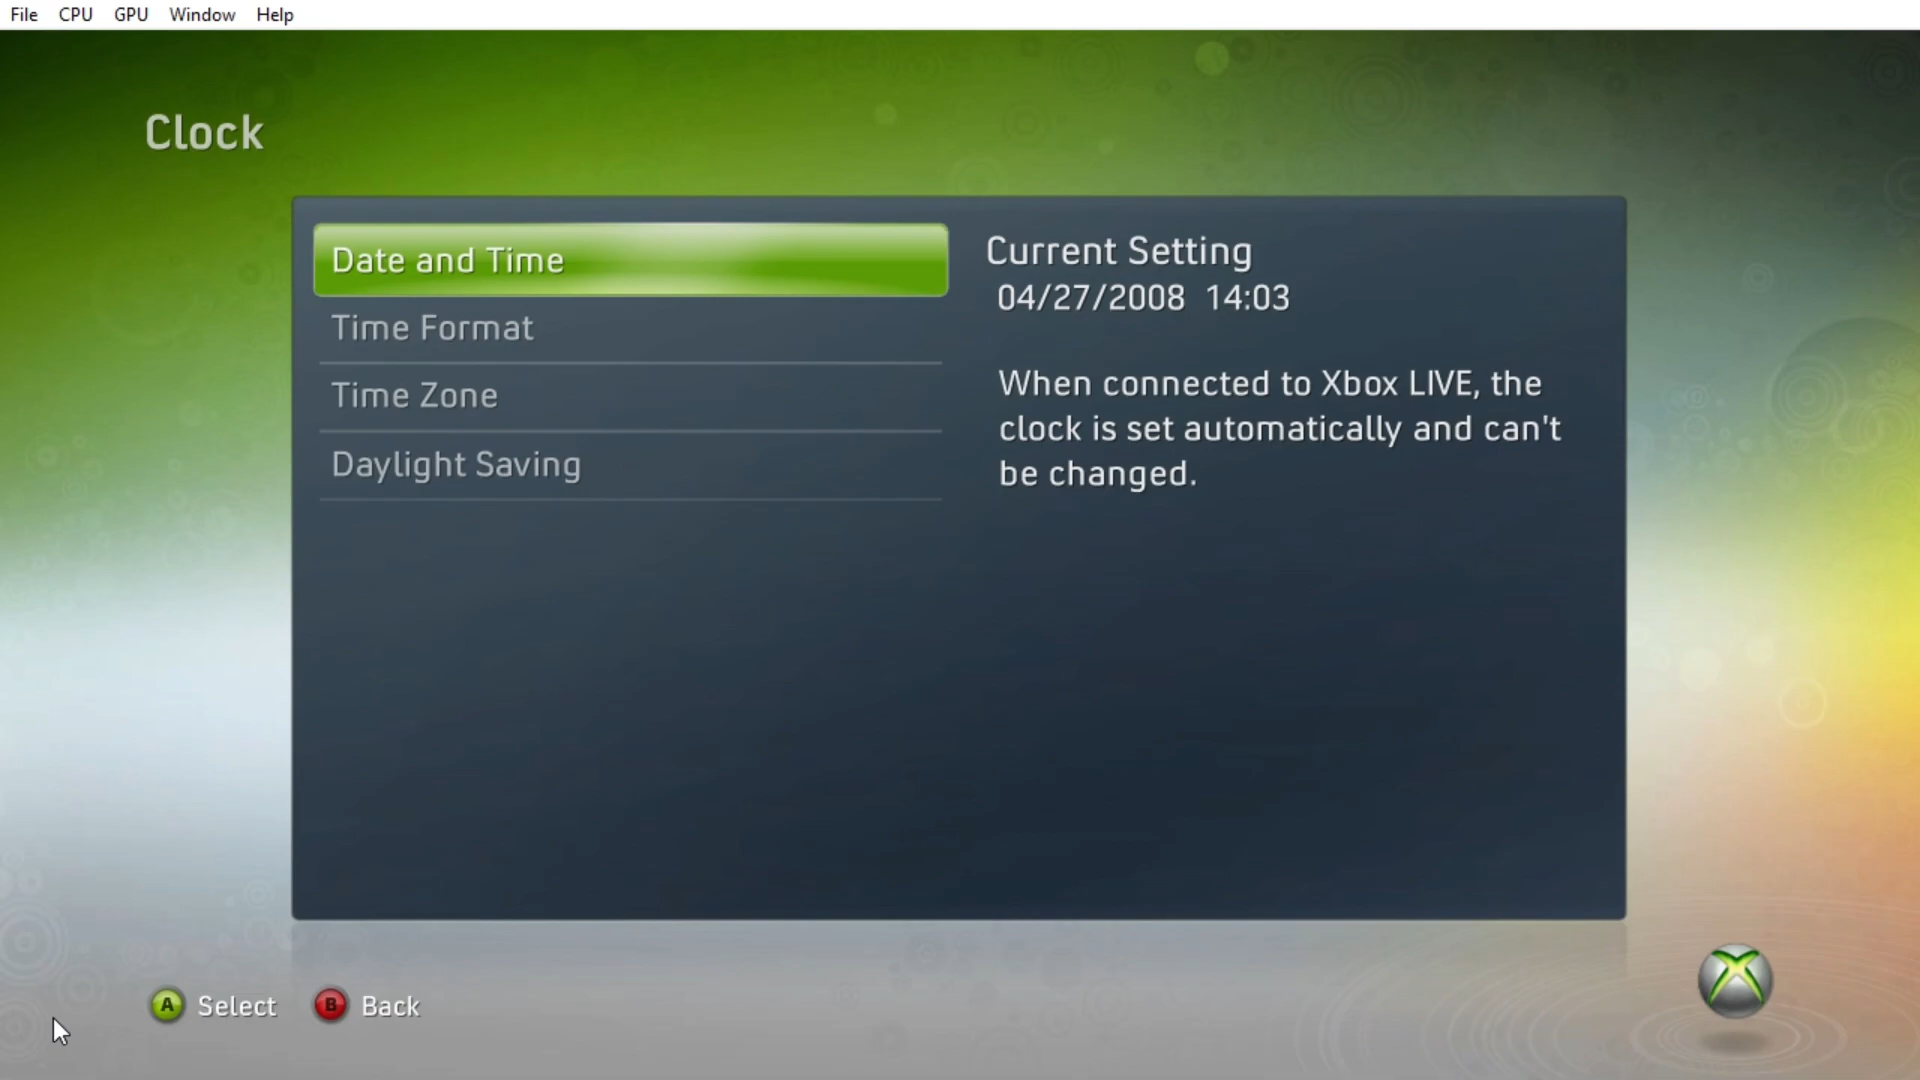 File CPU GPU Window Help
Clock
Date and Time
Time Format
Time Zone
Daylight Saving
Current Setting
04/27/2008 14:03
When connected to Xbox LIVE, the
clock is set automatically and can't
be changed.
A Select B Back